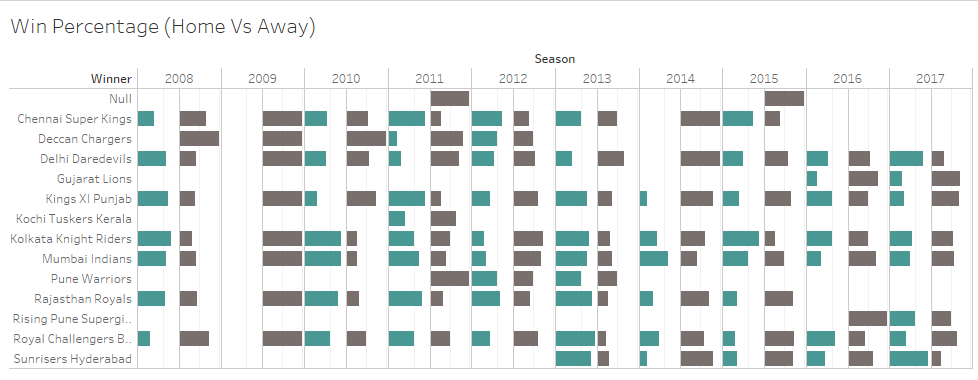 Win Percentage (Home Vs Away)
Season
Winner 2008 2009 2010 2011 2012 2013 2014 2015 2016 2017
Null
Chennai Super Kings
Deccan Chargers
Delhi Daredevils
Gujarat Lions
Kings XI Punjab
Kochi Tuskers Kerala
Kolkata Knight Riders
Mumbai Indians
Pune Warriors
Rajasthan Royals
Rising Pune Supergi..
Royal Challengers B..
Sunrisers Hyderabad